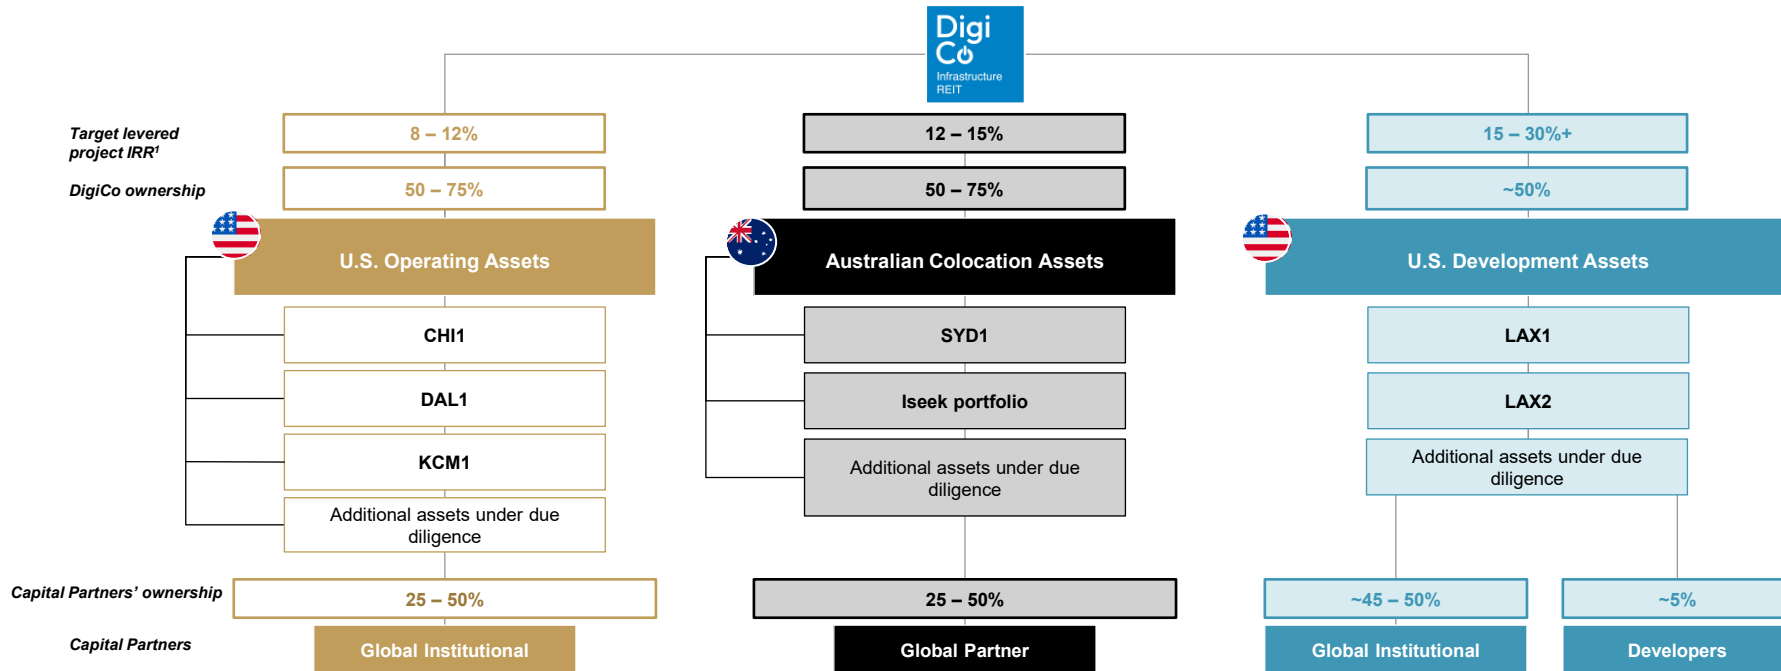 Digi
Co
Infrastructure
REIT
Target levered
project IRR¹
8 – 12%
12 – 15%
15 – 30%+
DigiCo ownership
50 – 75%
50 – 75%
~50%
U.S. Operating Assets
Australian Colocation Assets
U.S. Development Assets
CHI1
SYD1
LAX1
DAL1
Iseek portfolio
LAX2
KCM1
Additional assets under due
diligence
Additional assets under due
diligence
Additional assets under due
diligence
Capital Partners' ownership
25 – 50%
25 – 50%
~45 – 50%
~5%
Capital Partners
Global Institutional
Global Partner
Global Institutional
Developers